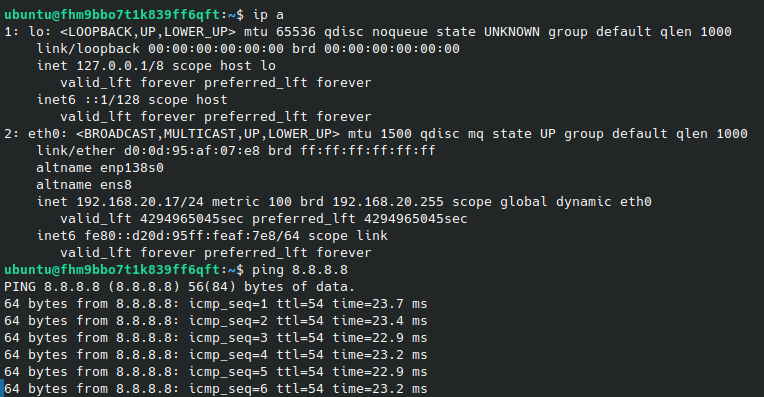 ubuntu@fhm9bbo7t1k839ff6qft:~$ ip a
1: lo: <LOOPBACK,UP,LOWER_UP> mtu 65536 qdisc noqueue state UNKNOWN group default qlen 1000
    link/loopback 00:00:00:00:00:00 brd 00:00:00:00:00:00
    inet 127.0.0.1/8 scope host lo
       valid_lft forever preferred_lft forever
    inet6 ::1/128 scope host
       valid_lft forever preferred_lft forever
2: eth0: <BROADCAST,MULTICAST,UP,LOWER_UP> mtu 1500 qdisc mq state UP group default qlen 1000
    link/ether d0:0d:95:af:07:e8 brd ff:ff:ff:ff:ff:ff
    altname enp138s0
    altname ens8
    inet 192.168.20.17/24 metric 100 brd 192.168.20.255 scope global dynamic eth0
       valid_lft 4294965045sec preferred_lft 4294965045sec
    inet6 fe80::d20d:95ff:feaf:7e8/64 scope link
       valid_lft forever preferred_lft forever
ubuntu@fhm9bbo7t1k839ff6qft:~$ ping 8.8.8.8
PING 8.8.8.8 (8.8.8.8) 56(84) bytes of data.
64 bytes from 8.8.8.8: icmp_seq=1 ttl=54 time=23.7 ms
64 bytes from 8.8.8.8: icmp_seq=2 ttl=54 time=23.4 ms
64 bytes from 8.8.8.8: icmp_seq=3 ttl=54 time=22.9 ms
64 bytes from 8.8.8.8: icmp_seq=4 ttl=54 time=23.2 ms
64 bytes from 8.8.8.8: icmp_seq=5 ttl=54 time=22.9 ms
64 bytes from 8.8.8.8: icmp_seq=6 ttl=54 time=23.2 ms